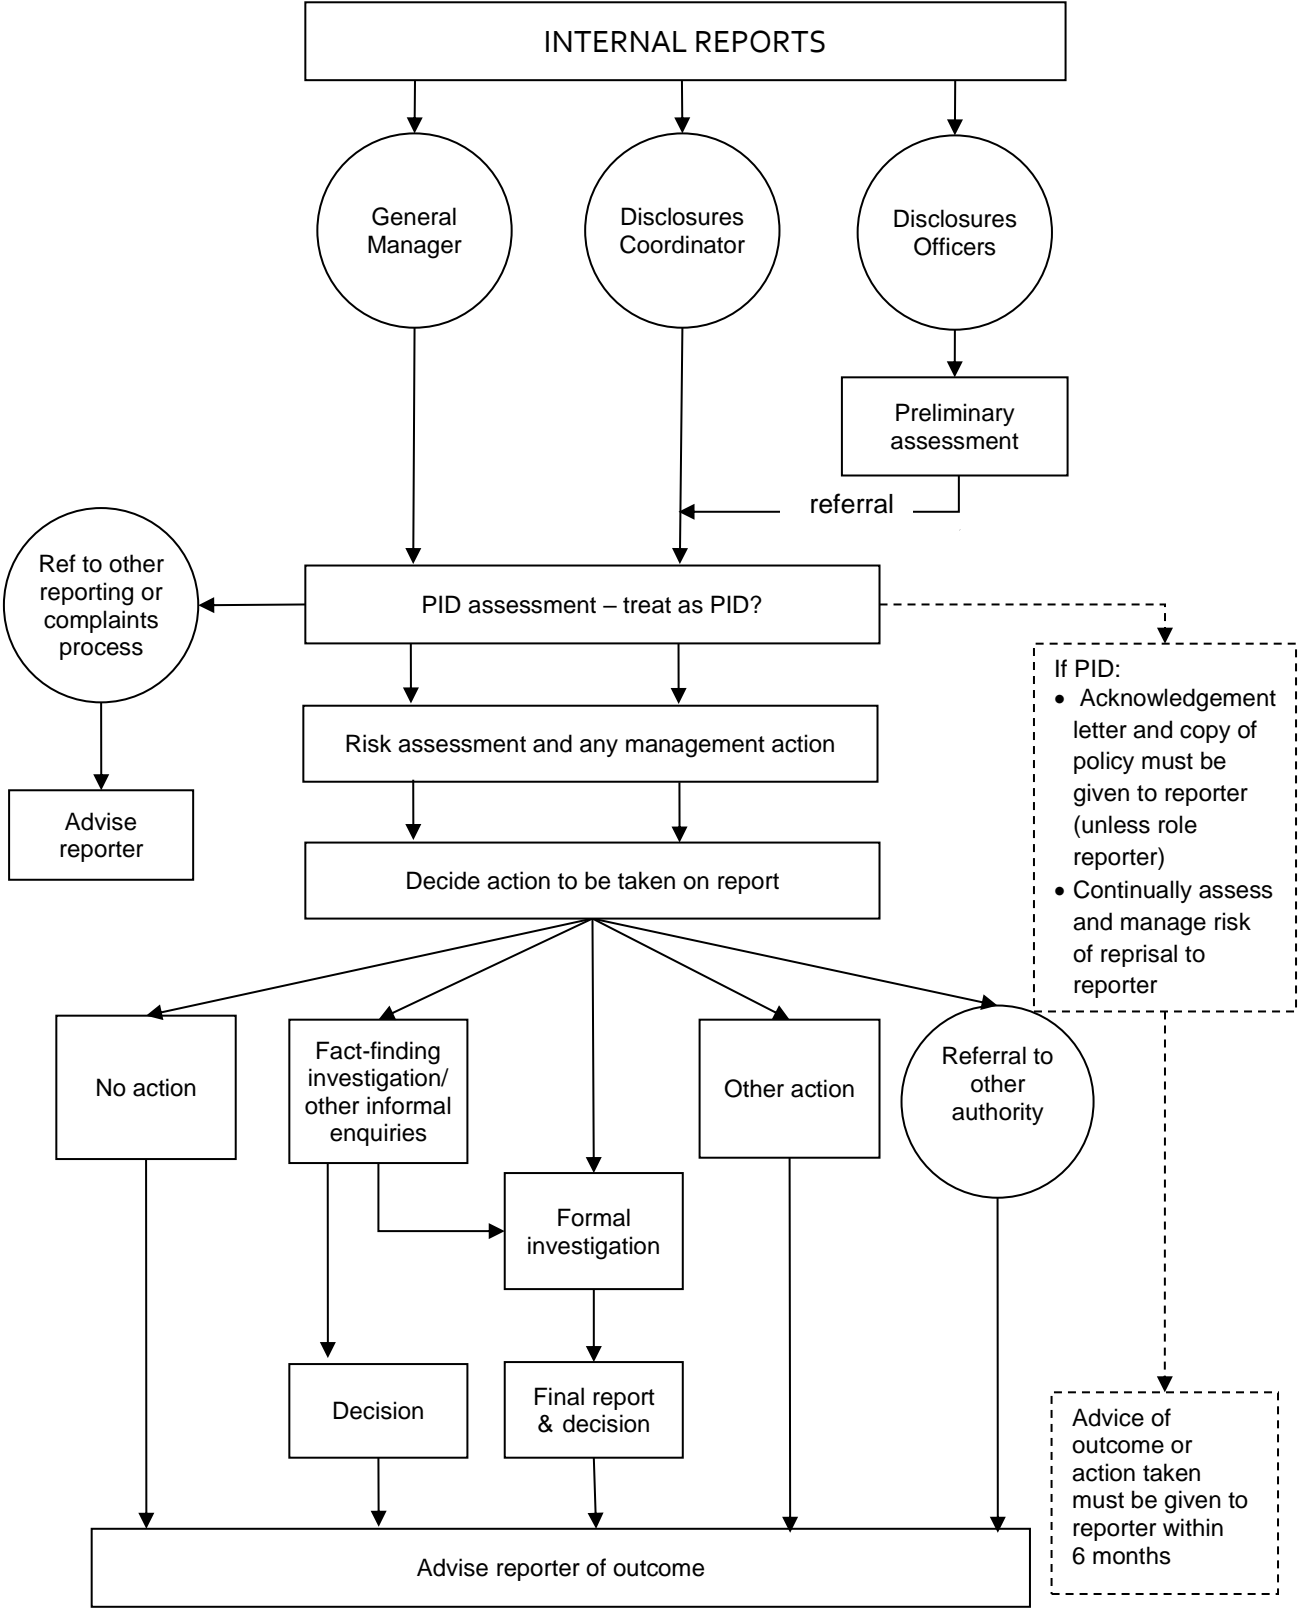 INTERNAL REPORTS
General
Manager
Disclosures
Coordinator
Disclosures
Officers
Preliminary
assessment
referral
Ref to other
reporting or
complaints
process
PID assessment – treat as PID?
If PID:
• Acknowledgement
letter and copy of
policy must be
given to reporter
(unless role
reporter)
• Continually assess
and manage risk
of reprisal to
reporter
Risk assessment and any management action
Advise
reporter
Decide action to be taken on report
No action
Fact-finding
investigation/
other informal
enquiries
Other action
Referral to
other
authority
Formal
investigation
Decision
Final report
& decision
Advice of
outcome or
action taken
must be given to
reporter within
6 months
Advise reporter of outcome